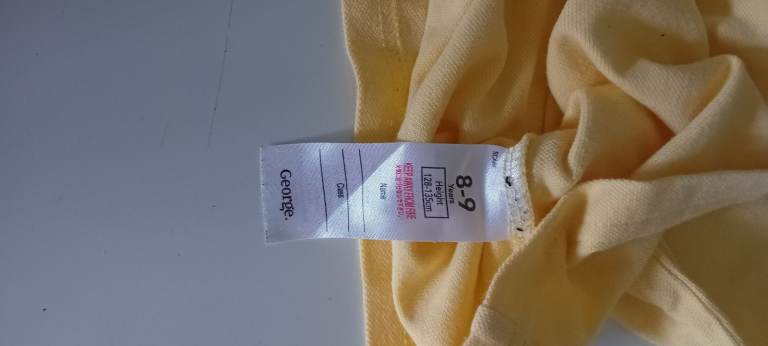 8-9
Years
Height
128-135cm
KEEP AWAY FROM FIRE
Name
Class
George.